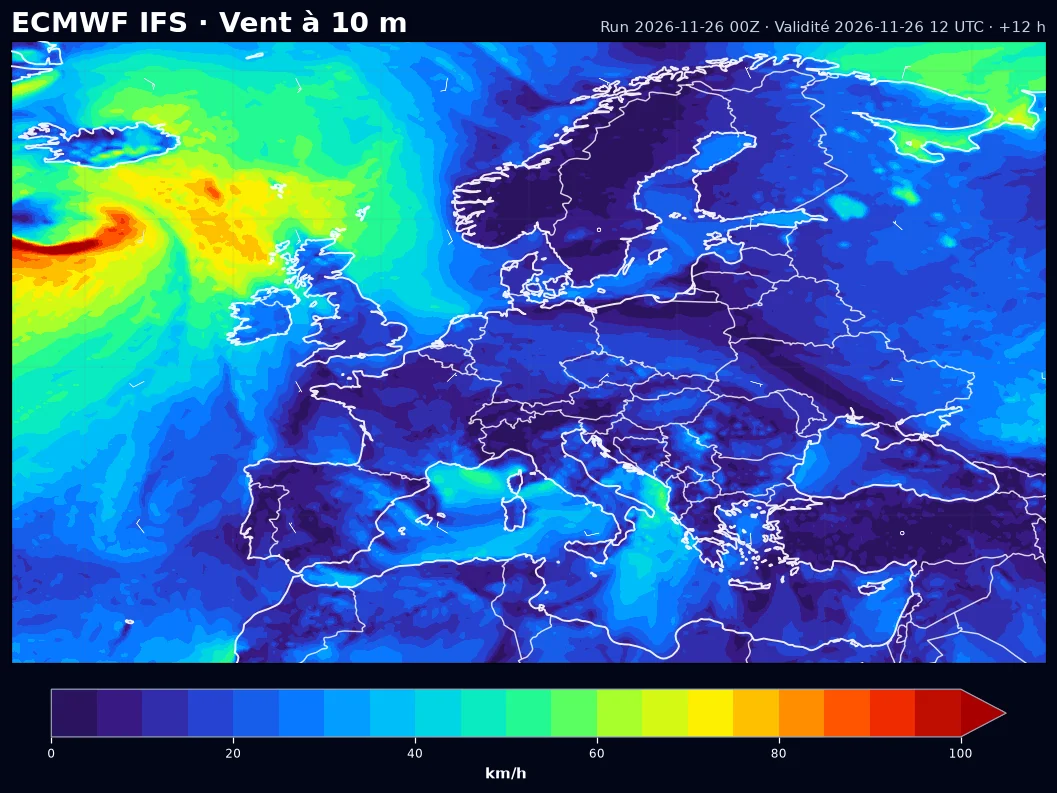 ECMWF IFS · Vent à 10 m
Run 2026-11-26 00Z · Validité 2026-11-26 12 UTC · +12 h
0 20 40 60 80 100
km/h